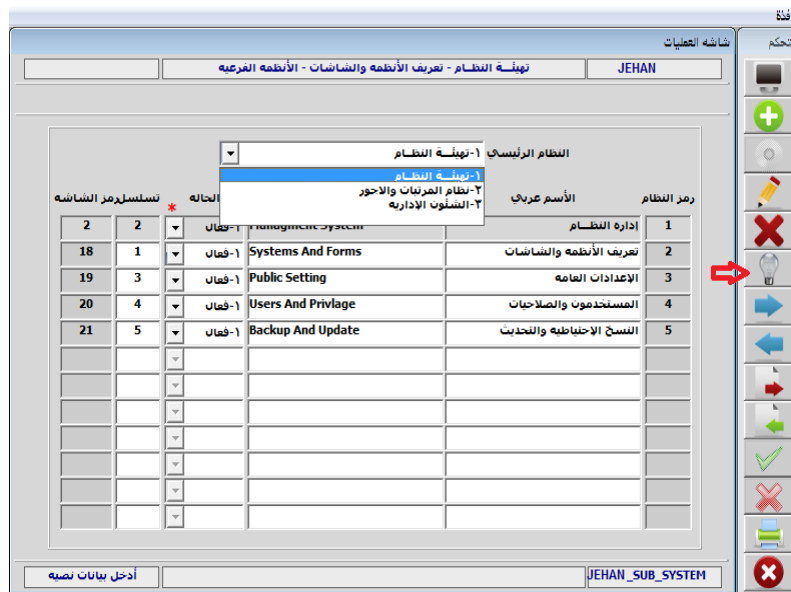 فذة
تحكم
شاشه العمليات
JEHAN
تهيئــة النظــام - تعريف الأنظمه والشاشات - الأنظمه الفرعيه
النظام الرئيسي
١-تهيئــة النظــام
١-تهيئــة النظــام
٢-نظام المرتبات والاجور
٣-الشئون الإداريه
رمز النظام الأسم عربي الحاله * تسلسل رمز الشاشه
1 إداره النظــــام Managment System ١-فعال 2 2
2 تعريف الأنظمه والشاشات Systems And Forms ١-فعال 1 18
3 الإعدادات العامه Public Setting ١-فعال 3 19
4 المستخدمون والصلاحيات Users And Privlage ١-فعال 4 20
5 النسخ الإحتياطيه والتحديث Backup And Update ١-فعال 5 21
JEHAN_SUB_SYSTEM
أدخل بيانات نصيه